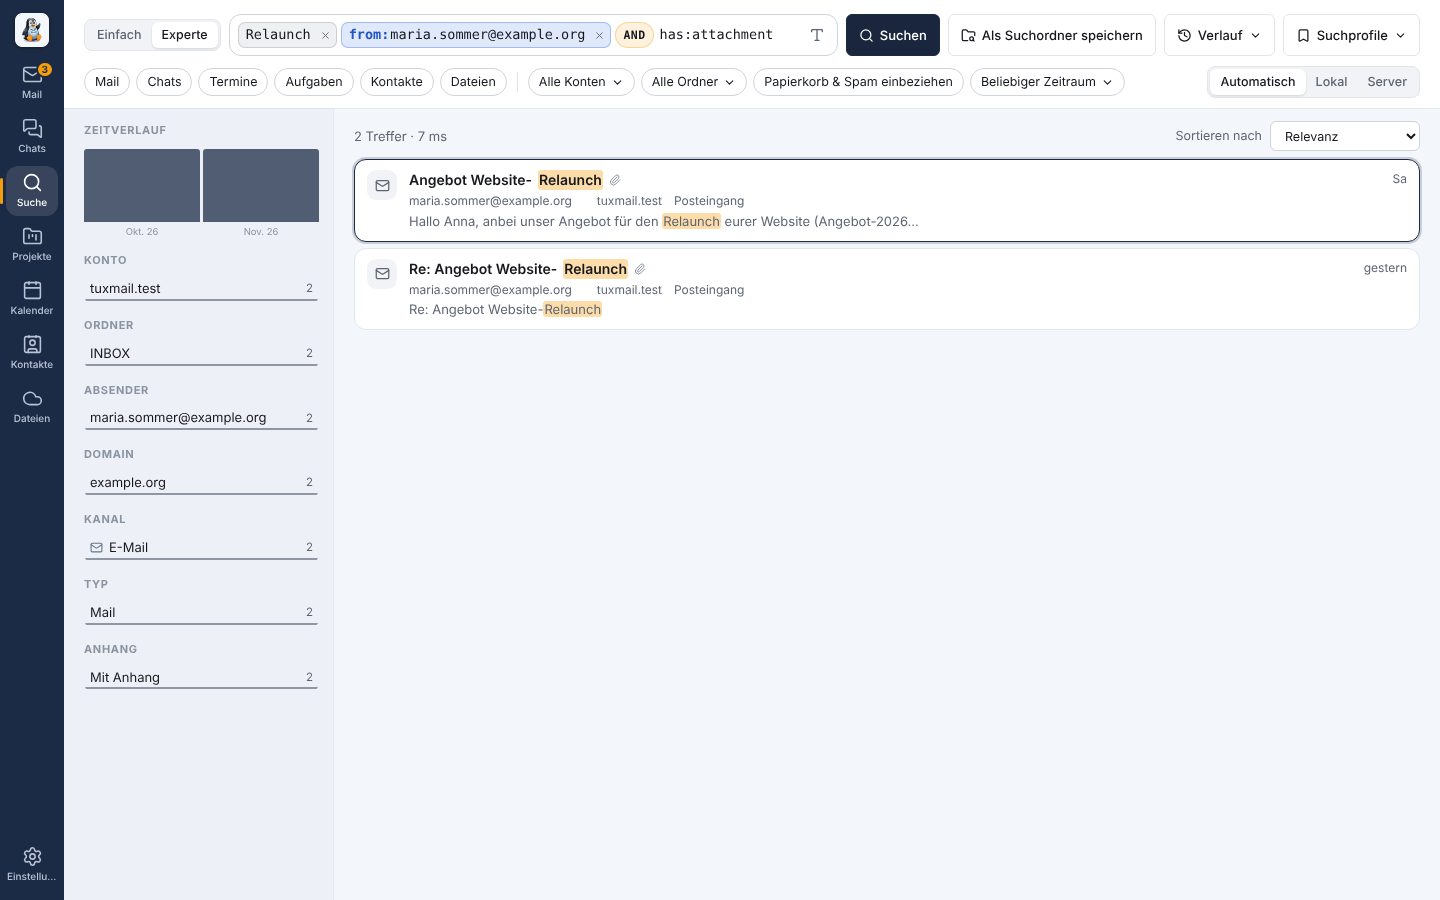 Einfach Experte Relaunch × from:maria.sommer@example.org × AND has:attachment T Suchen Als Suchordner speichern Verlauf Suchprofile
Mail Chats Termine Aufgaben Kontakte Dateien Alle Konten Alle Ordner Papierkorb & Spam einbeziehen Beliebiger Zeitraum Automatisch Lokal Server
3
Mail
Chats
Suche
Projekte
Kalender
Kontakte
Dateien
Einstellu...
ZEITVERLAUF
Okt. 26 Nov. 26
KONTO
tuxmail.test 2
ORDNER
INBOX 2
ABSENDER
maria.sommer@example.org 2
DOMAIN
example.org 2
KANAL
E-Mail 2
TYP
Mail 2
ANHANG
Mit Anhang 2
2 Treffer · 7 ms Sortieren nach Relevanz
Angebot Website- Relaunch Sa
maria.sommer@example.org tuxmail.test Posteingang
Hallo Anna, anbei unser Angebot für den Relaunch eurer Website (Angebot-2026...
Re: Angebot Website- Relaunch gestern
maria.sommer@example.org tuxmail.test Posteingang
Re: Angebot Website-Relaunch